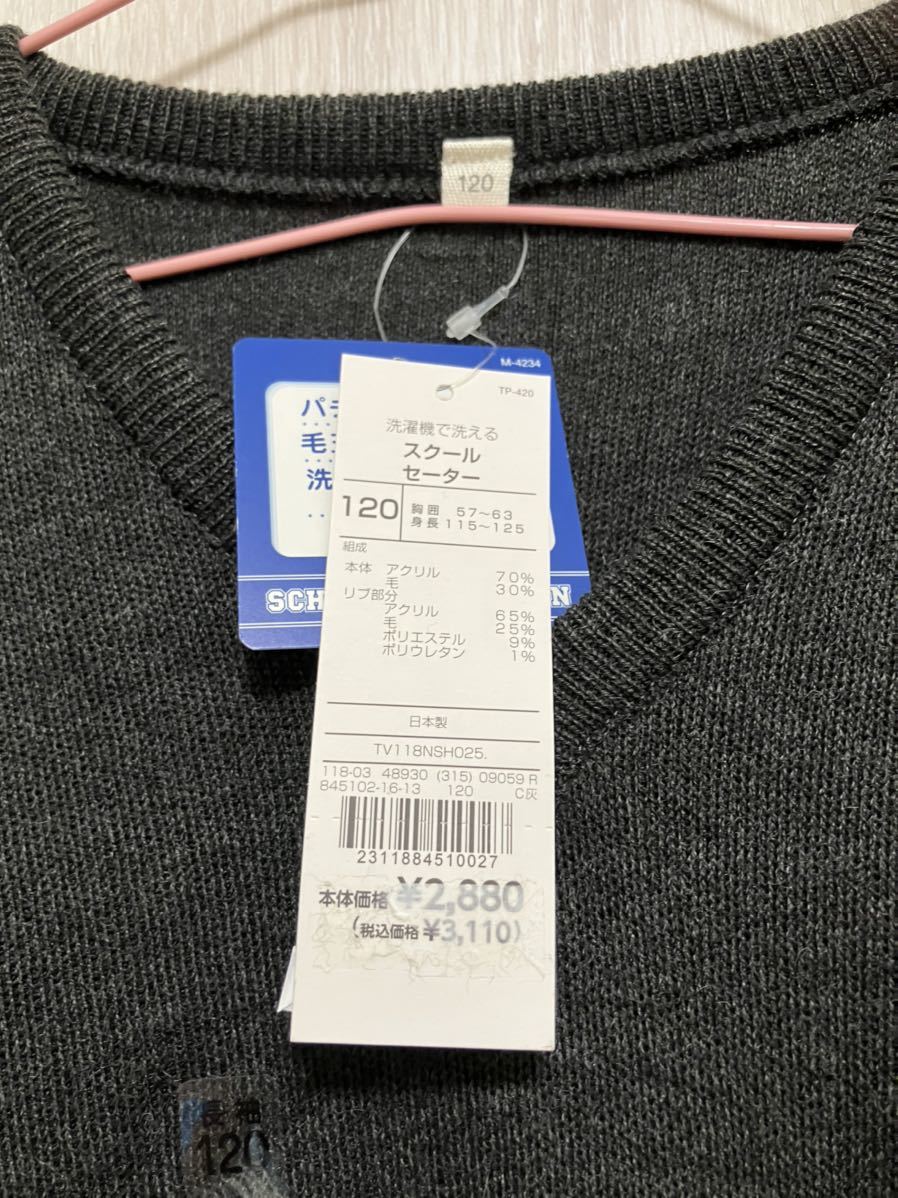 120
M-4234
パ
毛
洗
SCH
N
TP-420
洗濯機で洗える
スクール
セーター
120 胸囲 57〜63
身長 115〜125
組成
本体 アクリル 70%
毛 30%
リブ部分
アクリル 65%
毛 25%
ポリエステル 9%
ポリウレタン 1%
日本製
TV118NSH025.
118-03 48930 (315) 09059 R
845102-16-13 120 C灰
2311884510027
本体価格 ¥2,880
(税込価格 ¥3,110)
長袖
120